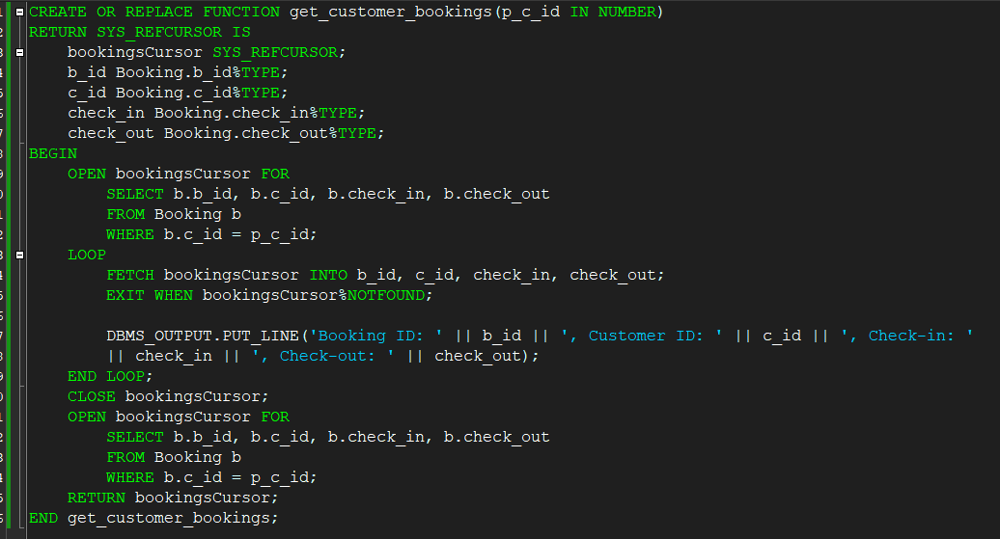 CREATE OR REPLACE FUNCTION get_customer_bookings(p_c_id IN NUMBER)
RETURN SYS_REFCURSOR IS
    bookingsCursor SYS_REFCURSOR;
    b_id Booking.b_id%TYPE;
    c_id Booking.c_id%TYPE;
    check_in Booking.check_in%TYPE;
    check_out Booking.check_out%TYPE;
BEGIN
    OPEN bookingsCursor FOR
        SELECT b.b_id, b.c_id, b.check_in, b.check_out
        FROM Booking b
        WHERE b.c_id = p_c_id;
    LOOP
        FETCH bookingsCursor INTO b_id, c_id, check_in, check_out;
        EXIT WHEN bookingsCursor%NOTFOUND;

        DBMS_OUTPUT.PUT_LINE('Booking ID: ' || b_id || ', Customer ID: ' || c_id || ', Check-in: '
        || check_in || ', Check-out: ' || check_out);
    END LOOP;
    CLOSE bookingsCursor;
    OPEN bookingsCursor FOR
        SELECT b.b_id, b.c_id, b.check_in, b.check_out
        FROM Booking b
        WHERE b.c_id = p_c_id;
    RETURN bookingsCursor;
END get_customer_bookings;